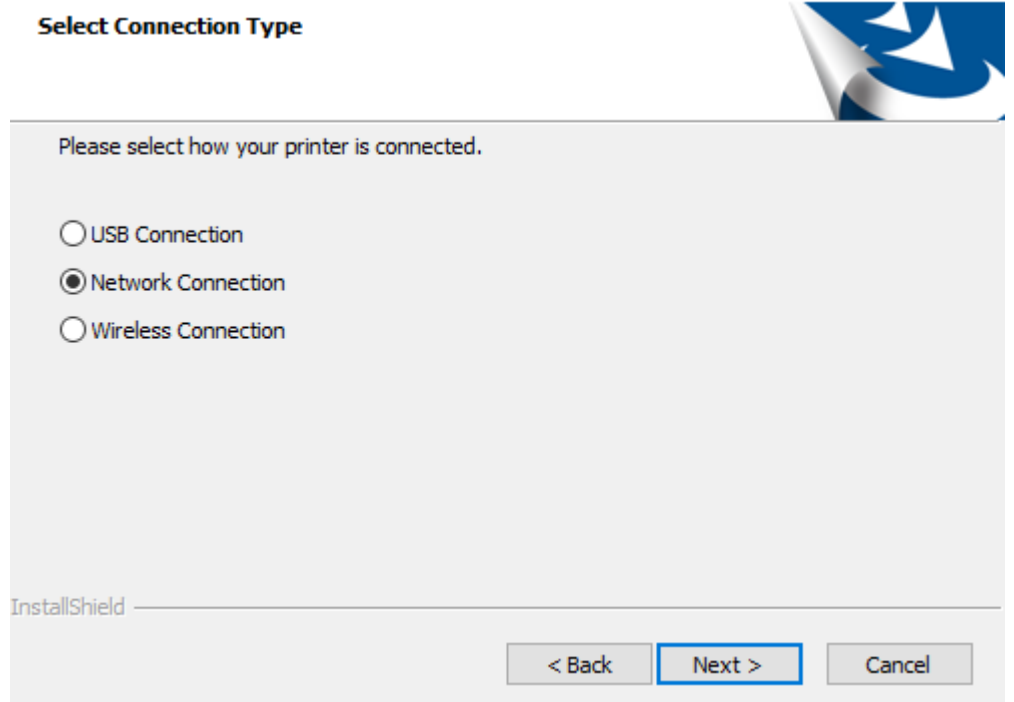 Select Connection Type
Please select how your printer is connected.
USB Connection
Network Connection
Wireless Connection
InstallShield
< Back Next > Cancel